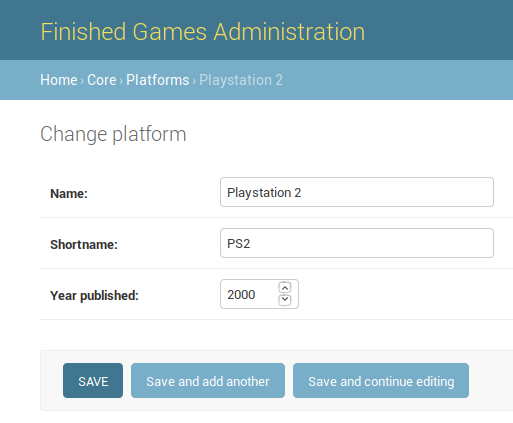 Finished Games Administration
Home › Core › Platforms › Playstation 2
Change platform
Name: Playstation 2
Shortname: PS2
Year published: 2000
SAVE Save and add another Save and continue editing